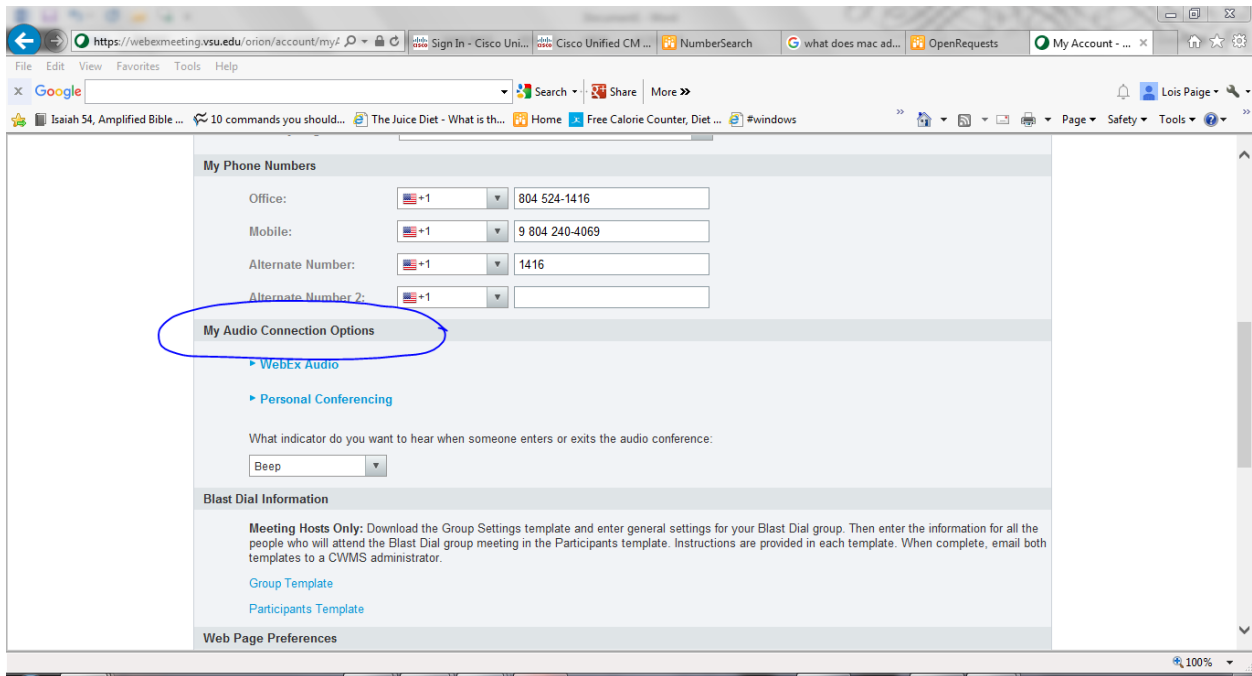 Document1 - Word
https://webexmeeting.vsu.edu/orion/account/my
Sign In - Cisco Uni...
Cisco Unified CM ...
NumberSearch
what does mac ad...
OpenRequests
My Account - ...
File Edit View Favorites Tools Help
x Google Search Share More »
Lois Paige
Isaiah 54, Amplified Bible ... 10 commands you should... The Juice Diet - What is th... Home Free Calorie Counter, Diet ... #windows
Page Safety Tools
My Phone Numbers
Office: +1 804 524-1416
Mobile: +1 9 804 240-4069
Alternate Number: +1 1416
Alternate Number 2: +1
My Audio Connection Options
WebEx Audio
Personal Conferencing
What indicator do you want to hear when someone enters or exits the audio conference:
Beep
Blast Dial Information
Meeting Hosts Only: Download the Group Settings template and enter general settings for your Blast Dial group. Then enter the information for all the
people who will attend the Blast Dial group meeting in the Participants template. Instructions are provided in each template. When complete, email both
templates to a CWMS administrator.
Group Template
Participants Template
Web Page Preferences
100%